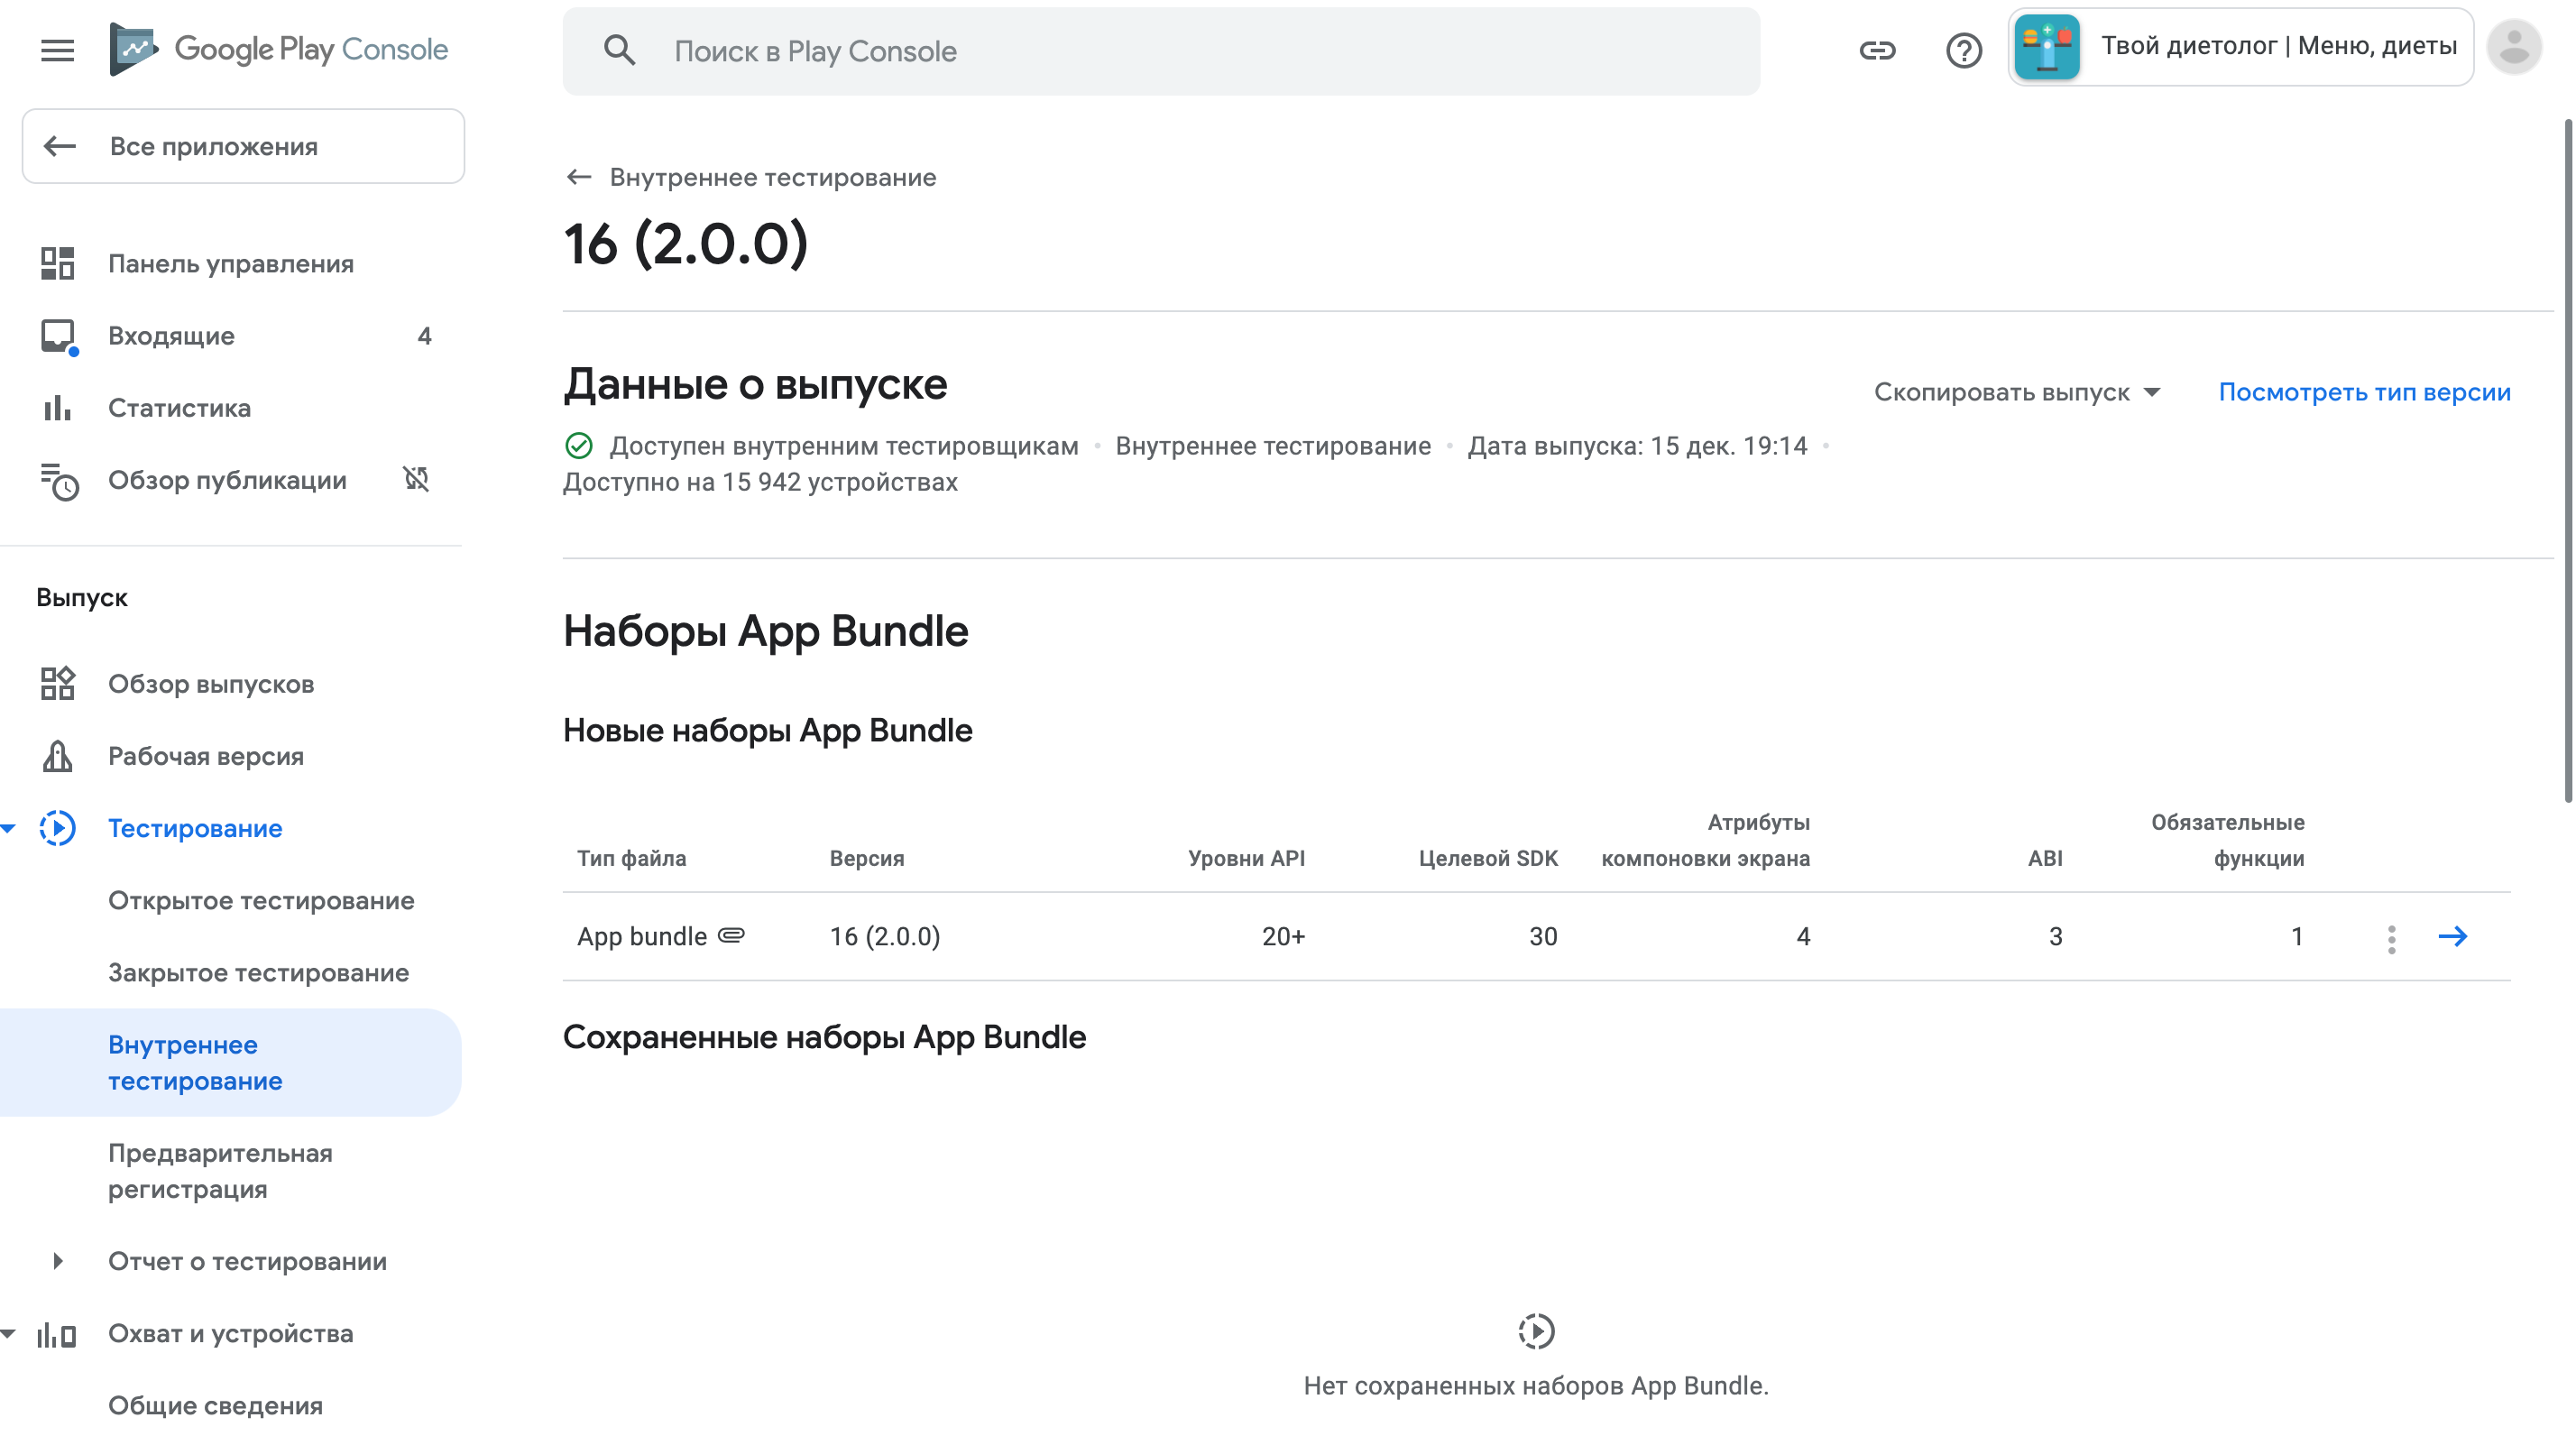 Google Play Console
Поиск в Play Console
Твой диетолог | Меню, диеты
Все приложения
Панель управления
Входящие 4
Статистика
Обзор публикации
Выпуск
Обзор выпусков
Рабочая версия
Тестирование
Открытое тестирование
Закрытое тестирование
Внутреннее
тестирование
Предварительная
регистрация
Отчет о тестировании
Охват и устройства
Общие сведения
Внутреннее тестирование
16 (2.0.0)
Данные о выпуске
Скопировать выпуск
Посмотреть тип версии
Доступен внутренним тестировщикам • Внутреннее тестирование • Дата выпуска: 15 дек. 19:14 •
Доступно на 15 942 устройствах
Наборы App Bundle
Новые наборы App Bundle
Атрибуты Обязательные
Тип файла Версия Уровни API Целевой SDK компоновки экрана ABI функции
App bundle 16 (2.0.0) 20+ 30 4 3 1
Сохраненные наборы App Bundle
Нет сохраненных наборов App Bundle.